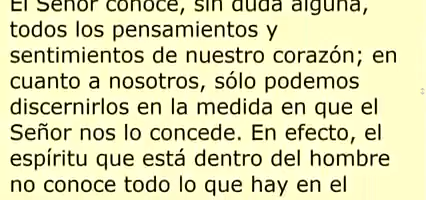 El Señor conoce, sin duda alguna,
todos los pensamientos y
sentimientos de nuestro corazón; en
cuanto a nosotros, sólo podemos
discernirlos en la medida en que el
Señor nos lo concede. En efecto, el
espíritu que está dentro del hombre
no conoce todo lo que hay en el